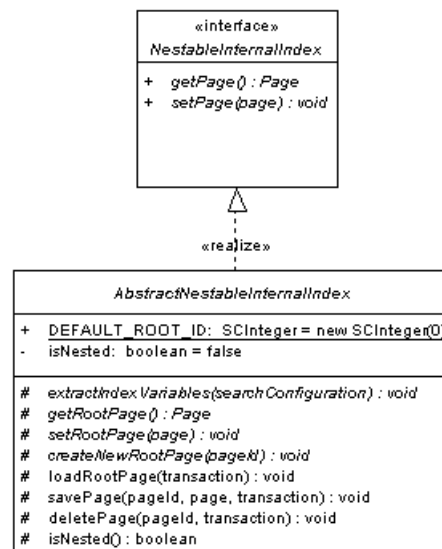 «interface»
NestableInternalIndex
+ getPage() : Page
+ setPage(page) : void
«realize»
AbstractNestableInternalIndex
+ DEFAULT_ROOT_ID: SCInteger = new SCInteger(0)
- isNested: boolean = false
# extractIndexVariables(searchConfiguration) : void
# getRootPage() : Page
# setRootPage(page) : void
# createNewRootPage(pageId) : void
# loadRootPage(transaction) : void
# savePage(pageId, page, transaction) : void
# deletePage(pageId, transaction) : void
# isNested() : boolean